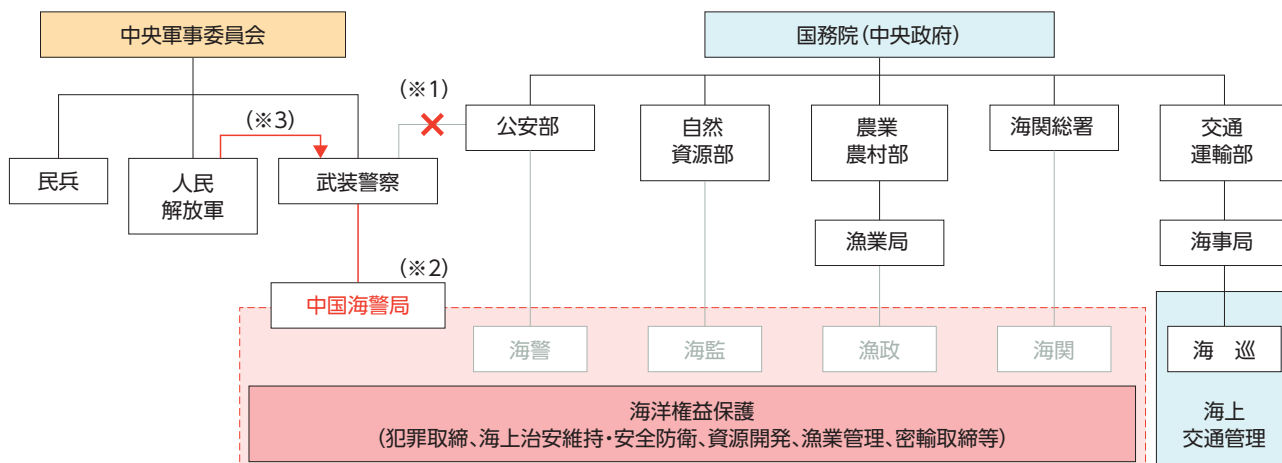 中央軍事委員会
国務院(中央政府)
(※1)
(※3)
公安部
自然
資源部
農業
農村部
海関総署
交通
運輸部
民兵
人民
解放軍
武装警察
漁業局
海事局
(※2)
中国海警局
海警
海監
漁政
海関
海 巡
海洋権益保護
(犯罪取締、海上治安維持・安全防衛、資源開発、漁業管理、密輸取締等)
海上
交通管理